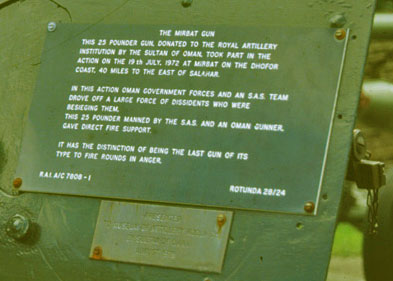 THE MIRBAT GUN
THIS 25 POUNDER GUN, DONATED TO THE ROYAL ARTILLERY
INSTITUTION BY THE SULTAN OF OMAN, TOOK PART IN THE
ACTION ON THE 19th JULY, 1972 AT MIRBAT ON THE DHOFOR
COAST, 40 MILES TO THE EAST OF SALAHAR.
IN THIS ACTION OMAN GOVERNMENT FORCES AND AN S.A.S. TEAM
DROVE OFF A LARGE FORCE OF DISSIDENTS WHO WERE
BESIEGING THEM.
THIS 25 POUNDER MANNED BY THE S.A.S. AND AN OMAN GUNNER,
GAVE DIRECT FIRE SUPPORT.
IT HAS THE DISTINCTION OF BEING THE LAST GUN OF ITS
TYPE TO FIRE ROUNDS IN ANGER.
R.A.I. A/C 7808-1
ROTUNDA 28/24